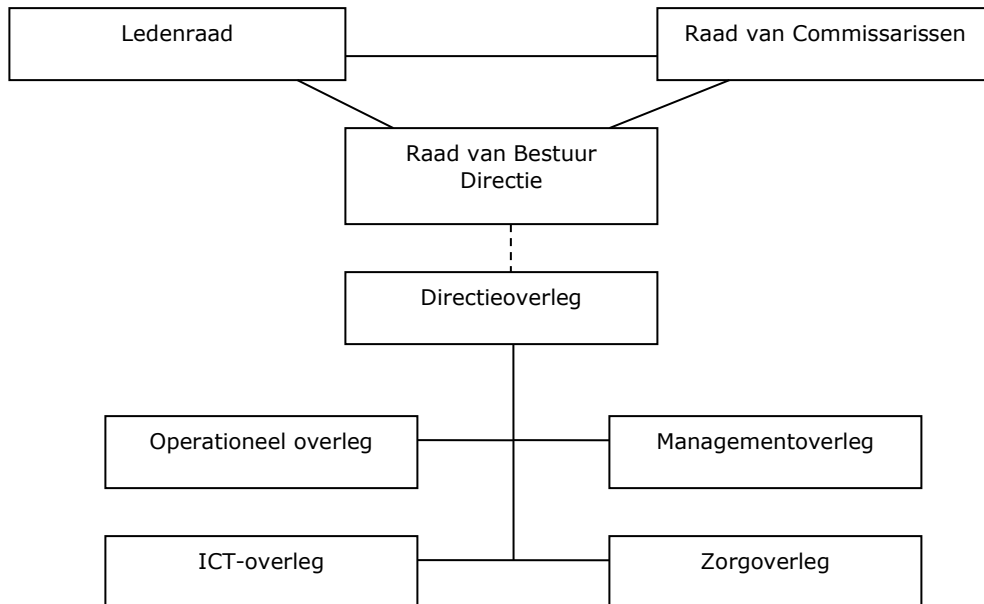 Ledenraad
Raad van Commissarissen
Raad van Bestuur
Directie
Directieoverleg
Operationeel overleg
Managementoverleg
ICT-overleg
Zorgoverleg